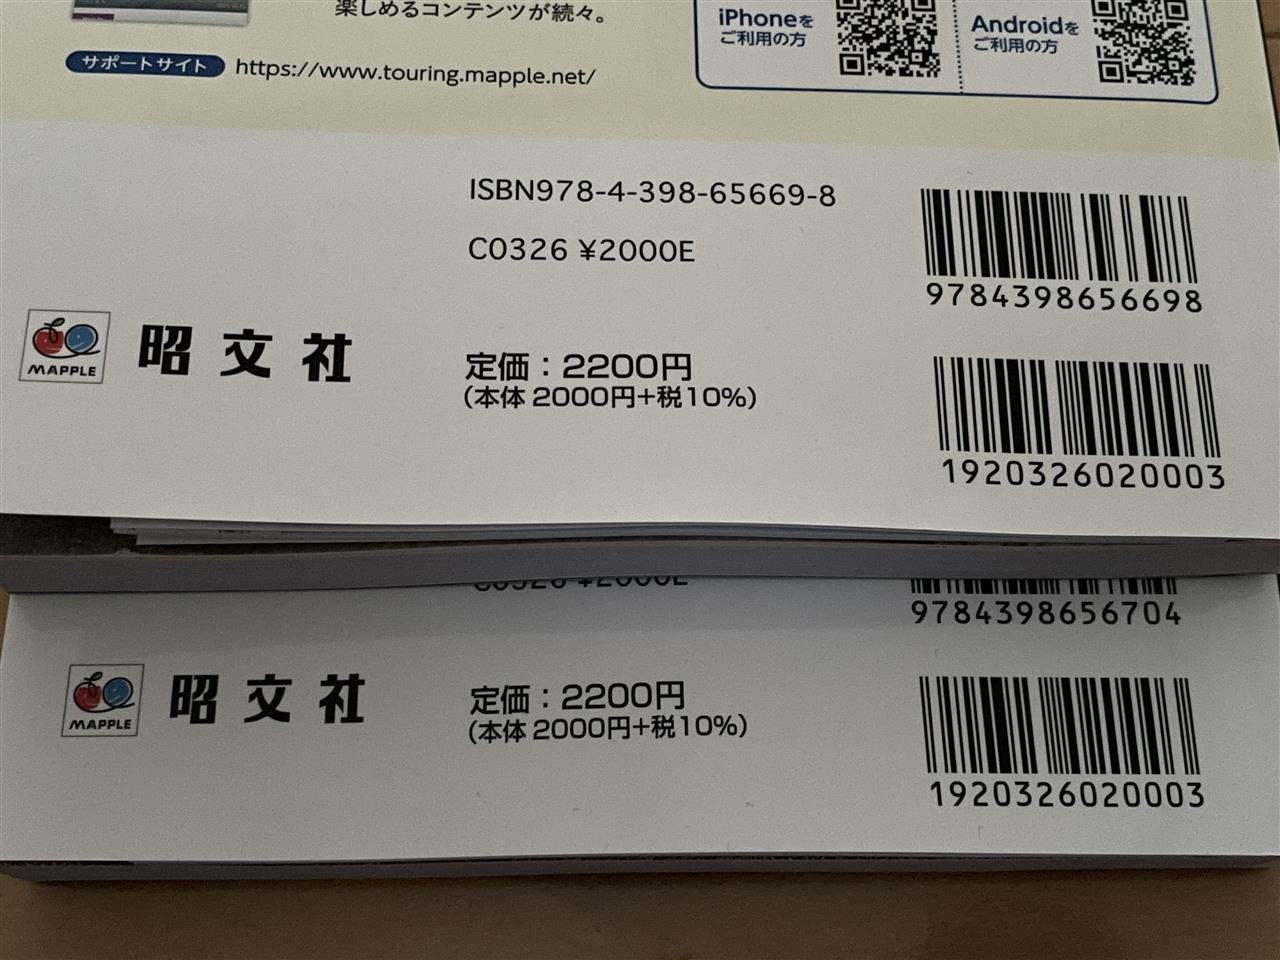 楽しめるコンテンツが続々。
サポートサイト https://www.touring.mapple.net/
iPhoneを
ご利用の方
Androidを
ご利用の方
ISBN978-4-398-65669-8
C0326 ¥2000E
9784398656698
MAPPLE
昭文社
定価：2200円
(本体 2000円+税10%)
1920326020003
C0326 ¥2000E
9784398656704
MAPPLE
昭文社
定価：2200円
(本体 2000円+税10%)
1920326020003